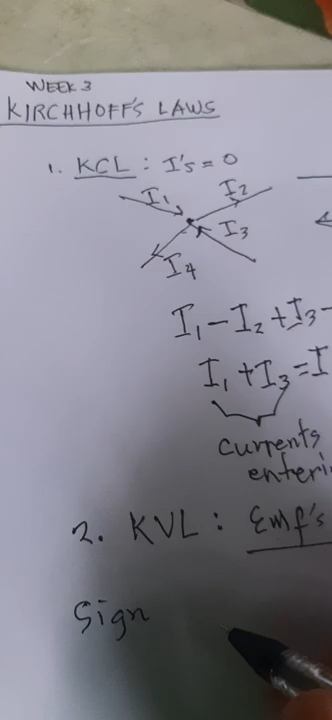 WEEK 3
KIRCHHOFF'S LAWS
1. KCL : I's = 0
I₁ I₂
I₃
I₄
I₁ - I₂ + I₃ -
I₁ + I₃ = I
currents
enteri
2. KVL : Emf's
Sign